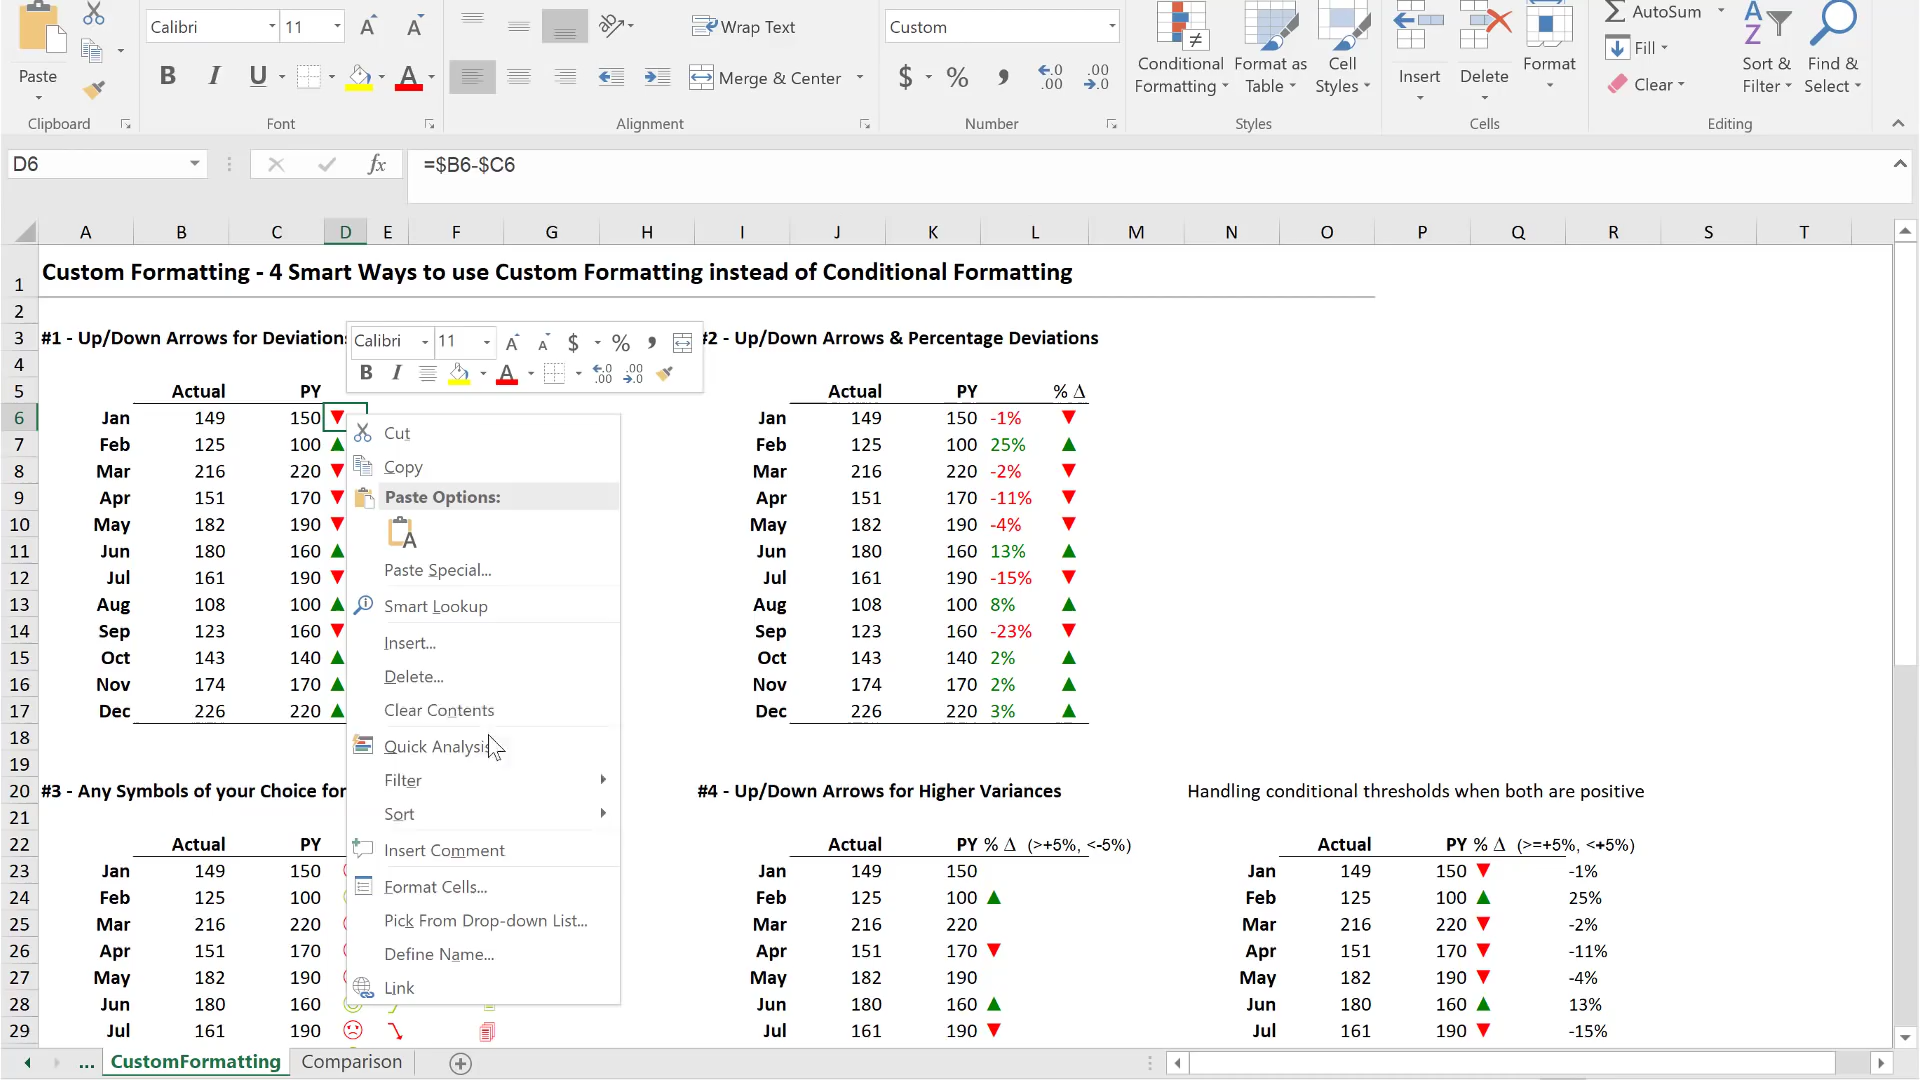 Calibri 11 Wrap Text Custom AutoSum
Paste B I U A Merge & Center $ % , Conditional Formatting Format as Table Cell Styles Insert Delete Format Fill Clear Sort & Filter Find & Select
Clipboard Font Alignment Number Styles Cells Editing
D6 fx =$B6-$C6
A B C D E F G H I J K L M N O P Q R S T
1 Custom Formatting - 4 Smart Ways to use Custom Formatting instead of Conditional Formatting
2
3 #1 - Up/Down Arrows for Deviations #2 - Up/Down Arrows & Percentage Deviations
4
5 Actual PY Actual PY % Δ
6 Jan 149 150 ▼ Jan 149 150 -1% ▼
7 Feb 125 100 ▲ Feb 125 100 25% ▲
8 Mar 216 220 ▼ Mar 216 220 -2% ▼
9 Apr 151 170 ▼ Apr 151 170 -11% ▼
10 May 182 190 ▼ May 182 190 -4% ▼
11 Jun 180 160 ▲ Jun 180 160 13% ▲
12 Jul 161 190 ▼ Jul 161 190 -15% ▼
13 Aug 108 100 ▲ Aug 108 100 8% ▲
14 Sep 123 160 ▼ Sep 123 160 -23% ▼
15 Oct 143 140 ▲ Oct 143 140 2% ▲
16 Nov 174 170 ▲ Nov 174 170 2% ▲
17 Dec 226 220 ▲ Dec 226 220 3% ▲
18
19
20 #3 - Any Symbols of your Choice for #4 - Up/Down Arrows for Higher Variances Handling conditional thresholds when both are positive
21
22 Actual PY Actual PY % Δ (>+5%, <-5%) Actual PY % Δ (>=+5%, <+5%)
23 Jan 149 150 Jan 149 150 Jan 149 150 ▼ -1%
24 Feb 125 100 Feb 125 100 ▲ Feb 125 100 ▲ 25%
25 Mar 216 220 Mar 216 220 Mar 216 220 ▼ -2%
26 Apr 151 170 Apr 151 170 ▼ Apr 151 170 ▼ -11%
27 May 182 190 May 182 190 May 182 190 ▼ -4%
28 Jun 180 160 Jun 180 160 ▲ Jun 180 160 ▲ 13%
29 Jul 161 190 Jul 161 190 ▼ Jul 161 190 ▼ -15%
Calibri 11 $ % ,
B I A
Cut
Copy
Paste Options:
Paste Special...
Smart Lookup
Insert...
Delete...
Clear Contents
Quick Analysis
Filter
Sort
Insert Comment
Format Cells...
Pick From Drop-down List...
Define Name...
Link
... CustomFormatting Comparison